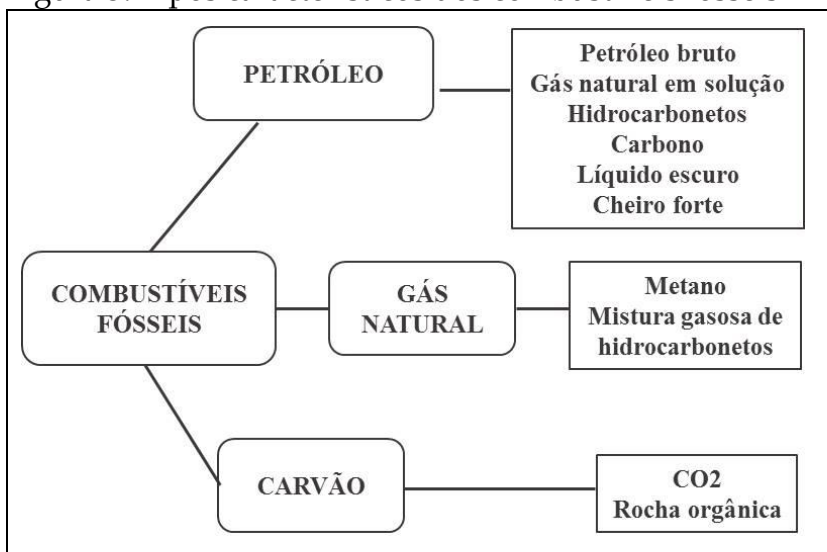 PETRÓLEO
Petróleo bruto
Gás natural em solução
Hidrocarbonetos
Carbono
Líquido escuro
Cheiro forte
COMBUSTÍVEIS
FÓSSEIS
GÁS
NATURAL
Metano
Mistura gasosa de
hidrocarbonetos
CARVÃO
CO2
Rocha orgânica